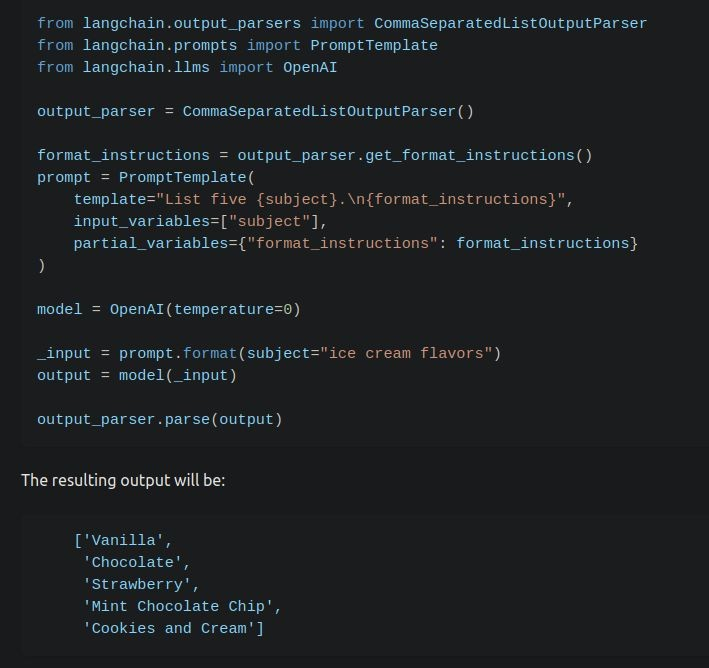 from langchain.output_parsers import CommaSeparatedListOutputParser
from langchain.prompts import PromptTemplate
from langchain.llms import OpenAI

output_parser = CommaSeparatedListOutputParser()

format_instructions = output_parser.get_format_instructions()
prompt = PromptTemplate(
    template="List five {subject}.\n{format_instructions}",
    input_variables=["subject"],
    partial_variables={"format_instructions": format_instructions}
)

model = OpenAI(temperature=0)

_input = prompt.format(subject="ice cream flavors")
output = model(_input)

output_parser.parse(output)

The resulting output will be:

    ['Vanilla',
     'Chocolate',
     'Strawberry',
     'Mint Chocolate Chip',
     'Cookies and Cream']